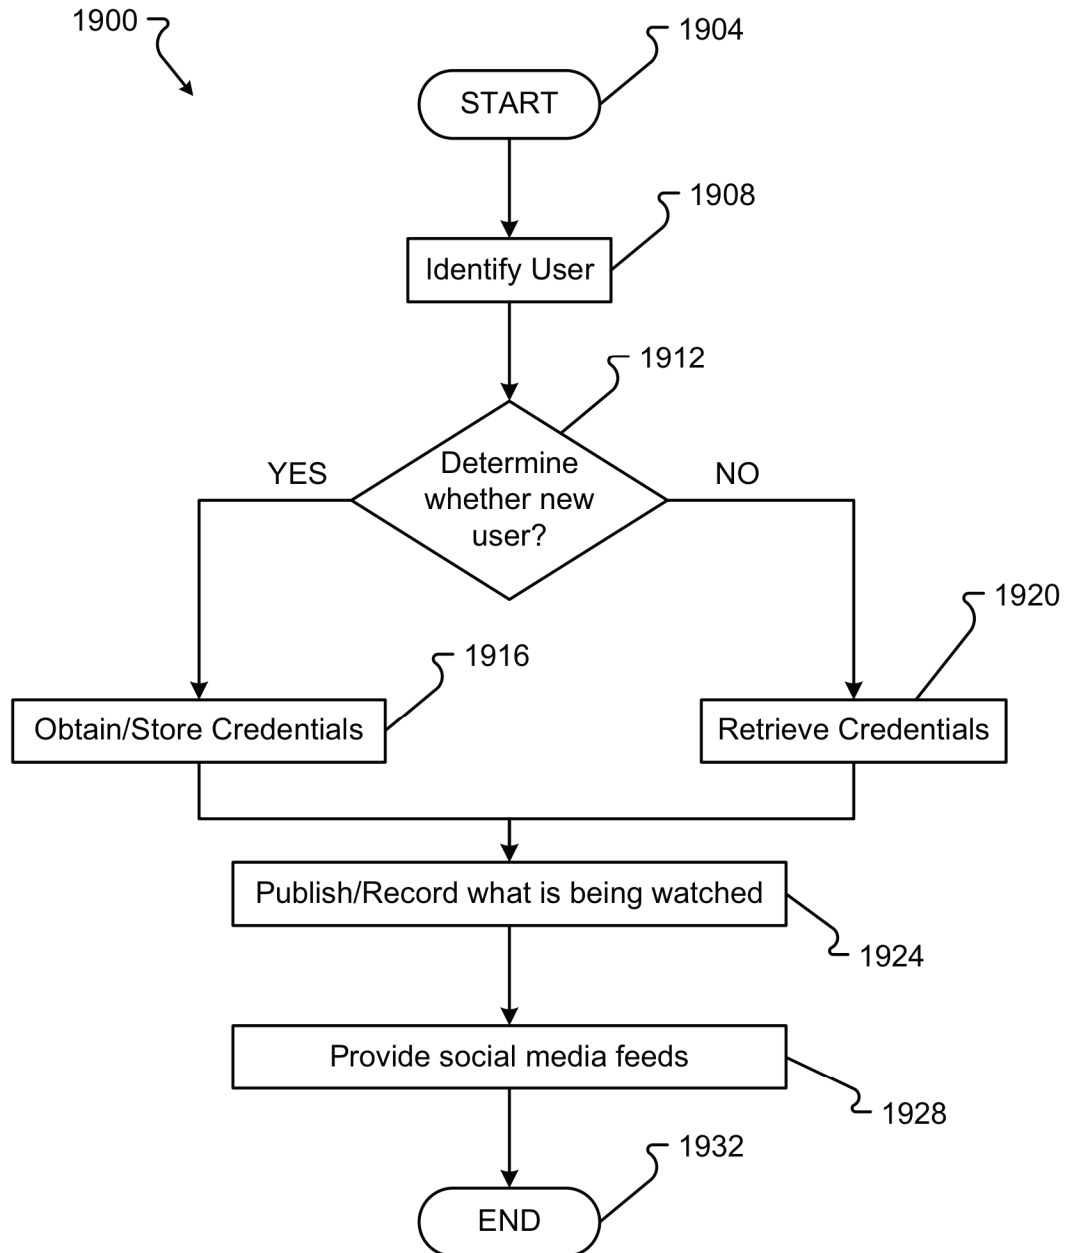 1900
1904
START
1908
Identify User
1912
Determine
whether new
user?
YES
NO
1920
1916
Obtain/Store Credentials
Retrieve Credentials
Publish/Record what is being watched
1924
Provide social media feeds
1928
1932
END